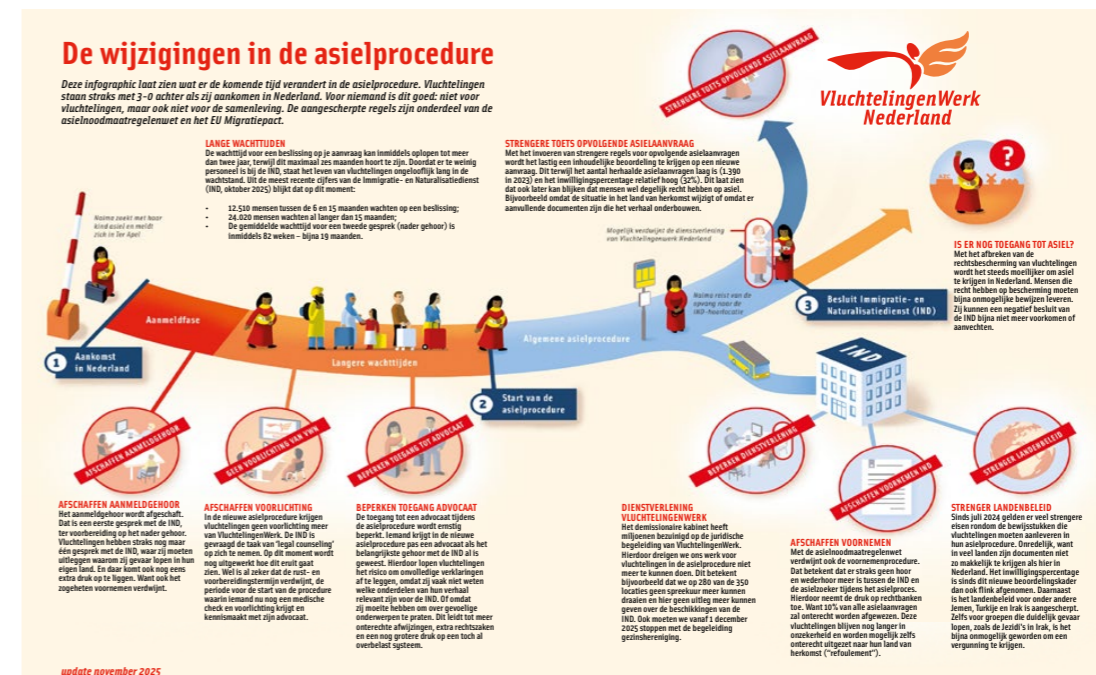 De wijzigingen in de asielprocedure
Deze infographic laat zien wat er de komende tijd verandert in de asielprocedure. Vluchtelingen
staan straks met 3-0 achter als zij aankomen in Nederland. Voor niemand is dit goed: niet voor
vluchtelingen, maar ook niet voor de samenleving. De aangescherpte regels zijn onderdeel van de
asielnoodmaatregelenwet en het EU Migratiepact.
STRENGERE TOETS OPVOLGENDE ASIELAANVRAAG
VluchtelingenWerk
Nederland
LANGE WACHTTIJDEN
De wachttijd voor een beslissing op je aanvraag kan inmiddels oplopen tot meer
dan twee jaar, terwijl dit maximaal zes maanden hoort te zijn. Doordat er te weinig
personeel is bij de IND, staat het leven van vluchtelingen ongelooflijk lang in de
wachtstand. Uit de meest recente cijfers van de Immigratie- en Naturalisatiedienst
(IND, oktober 2025) blijkt dat op dit moment:
- 12.510 mensen tussen de 6 en 15 maanden wachten op een beslissing;
- 24.020 mensen wachten al langer dan 15 maanden;
- De gemiddelde wachttijd voor een tweede gesprek (nader gehoor) is
inmiddels 82 weken – bijna 19 maanden.
STRENGERE TOETS OPVOLGENDE ASIELAANVRAAG
Met het invoeren van strengere regels voor opvolgende asielaanvragen
wordt het lastig een inhoudelijke beoordeling te krijgen op een nieuwe
aanvraag. Dit terwijl het aantal herhaalde asielaanvragen laag is (1.390
in 2023) en het inwilligingspercentage relatief hoog (32%). Dit laat zien
dat ook later kan blijken dat mensen wel degelijk recht hebben op asiel.
Bijvoorbeeld omdat de situatie in het land van herkomst wijzigt of omdat er
aanvullende documenten zijn die het verhaal onderbouwen.
Naima zoekt met haar
kind asiel en meldt
zich in Ter Apel
Mogelijk verdwijnt de dienstverlening
van Vluchtelingenwerk Nederland
?
IS ER NOG TOEGANG TOT ASIEL?
Met het afbreken van de
rechtsbescherming van vluchtelingen
wordt het steeds moeilijker om asiel
te krijgen in Nederland. Mensen die
recht hebben op bescherming moeten
bijna onmogelijke bewijzen leveren.
Zij kunnen een negatief besluit van
de IND bijna niet meer voorkomen of
aanvechten.
Naima reist van de
opvang naar de
IND-hoorlocatie
3 Besluit Immigratie- en
Naturalisatiedienst (IND)
Aanmeldfase
Langere wachttijden
Algemene asielprocedure
1 Aankomst
in Nederland
2 Start van de
asielprocedure
IND
AFSCHAFFEN AANMELDGEHOOR
GEEN VOORLICHTING VAN VWN
BEPERKEN TOEGANG TOT ADVOCAAT
BEPERKEN DIENSTVERLENING
AFSCHAFFEN VOORNEMEN IND
STRENGER LANDENBELEID
AFSCHAFFEN AANMELDGEHOOR
Het aanmeldgehoor wordt afgeschaft.
Dat is een eerste gesprek met de IND,
ter voorbereiding op het nader gehoor.
Vluchtelingen hebben straks nog maar
één gesprek met de IND, waar zij moeten
uitleggen waarom zij gevaar lopen in hun
eigen land. En daar komt ook nog eens
extra druk op te liggen. Want ook het
zogeheten voornemen verdwijnt.
AFSCHAFFEN VOORLICHTING
In de nieuwe asielprocedure krijgen
vluchtelingen geen voorlichting meer
van VluchtelingenWerk. De IND is
gevraagd de taak van 'legal counseling'
op zich te nemen. Op dit moment wordt
nog uitgewerkt hoe dit eruit gaat
zien. Wel is al zeker dat de rust- en
voorbereidingstermijn verdwijnt, de
periode voor de start van de procedure
waarin iemand nu nog een medische
check en voorlichting krijgt en
kennismaakt met zijn advocaat.
BEPERKEN TOEGANG ADVOCAAT
De toegang tot een advocaat tijdens
de asielprocedure wordt ernstig
beperkt. Iemand krijgt in de nieuwe
asielprocedure pas een advocaat als het
belangrijkste gehoor met de IND al is
geweest. Hierdoor lopen vluchtelingen
het risico om onvolledige verklaringen
af te leggen, omdat zij vaak niet weten
welke onderdelen van hun verhaal
relevant zijn voor de IND. Of omdat
zij moeite hebben om over gevoelige
onderwerpen te praten. Dit leidt tot meer
onterechte afwijzingen, extra rechtszaken
en een nog grotere druk op een toch al
overbelast systeem.
DIENSTVERLENING
VLUCHTELINGENWERK
Het demissionaire kabinet heeft
miljoenen bezuinigd op de juridische
begeleiding van VluchtelingenWerk.
Hierdoor dreigen we ons werk voor
vluchtelingen in de asielprocedure niet
meer te kunnen doen. Dit betekent
bijvoorbeeld dat we op 280 van de 350
locaties geen spreekuur meer kunnen
draaien en hier geen uitleg meer kunnen
geven over de beschikkingen van de
IND. Ook moeten we vanaf 1 december
2025 stoppen met de begeleiding
gezinshereniging.
AFSCHAFFEN VOORNEMEN
Met de asielnoodmaatregelenwet
verdwijnt ook de voornemenprocedure.
Dat betekent dat er straks geen hoor
en wederhoor meer is tussen de IND en
de asielzoeker tijdens het asielproces.
Hierdoor neemt de druk op rechtbanken
toe. Want 10% van alle asielaanvragen
zal onterecht worden afgewezen. Deze
vluchtelingen blijven nog langer in
onzekerheid en worden mogelijk zelfs
onterecht uitgezet naar hun land van
herkomst ("refoulement").
STRENGER LANDENBELEID
Sinds juli 2024 gelden er veel strengere
eisen rondom de bewijsstukken die
vluchtelingen moeten aanleveren in
hun asielprocedure. Onredelijk, want
in veel landen zijn documenten niet
zo makkelijk te krijgen als hier in
Nederland. Het inwilligingspercentage
is sinds dit nieuwe beoordelingskader
dan ook flink afgenomen. Daarnaast
is het landenbeleid voor onder andere
Jemen, Turkije en Irak is aangescherpt.
Zelfs voor groepen die duidelijk gevaar
lopen, zoals de Jezidi's in Irak, is het
bijna onmogelijk geworden om een
vergunning te krijgen.
update november 2025